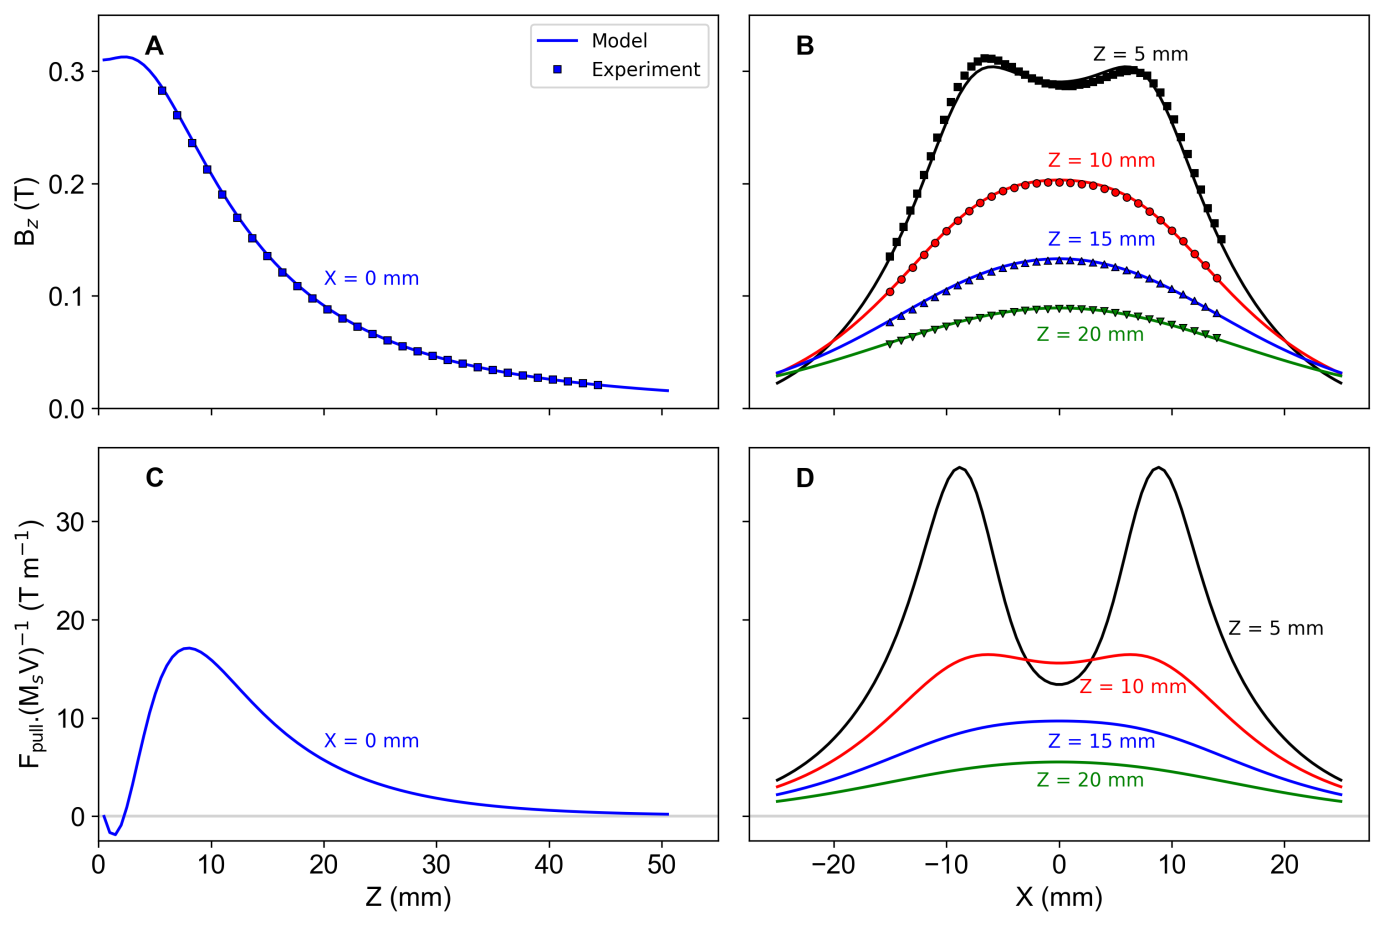 A
Model
Experiment
X = 0 mm
B_z (T)
0.3
0.2
0.1
0.0
B
Z = 5 mm
Z = 10 mm
Z = 15 mm
Z = 20 mm
C
X = 0 mm
F_pull.(M_sV)^−1 (T m^−1)
30
20
10
0
0 10 20 30 40 50
Z (mm)
D
Z = 5 mm
Z = 10 mm
Z = 15 mm
Z = 20 mm
−20 −10 0 10 20
X (mm)